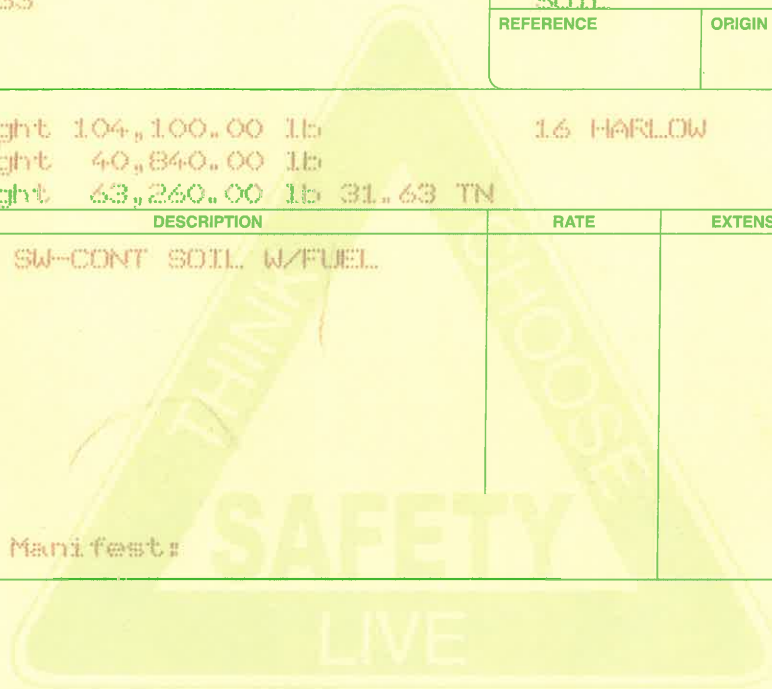 REFERENCE ORIGIN
ght 104,100.00 lb 16 HARLOW
ght 40,840.00 lb
ght 63,260.00 lb 31.63 TN
DESCRIPTION RATE EXTENS
SW-CONT SOIL W/FUEL
Manifest:
THINK
CHOOSE
SAFETY
LIVE